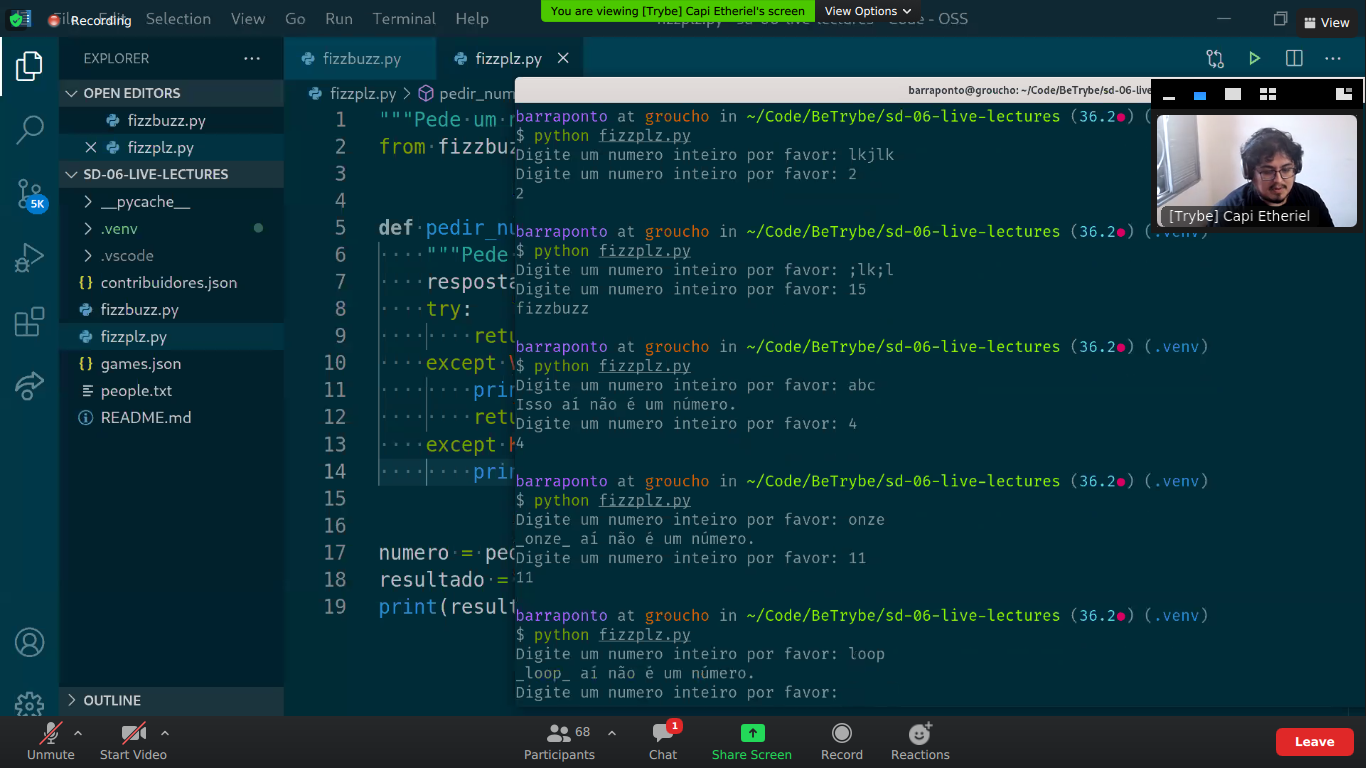 Recording
File Edit Selection View Go Run Terminal Help
You are viewing [Trybe] Capi Etheriel's screen
View Options
fizzplz.py - sd-06-live-lectures - Code - OSS
View
EXPLORER
OPEN EDITORS
fizzbuzz.py
fizzplz.py
SD-06-LIVE-LECTURES
__pycache__
.venv
.vscode
contribuidores.json
fizzbuzz.py
fizzplz.py
games.json
people.txt
README.md
OUTLINE
5K
fizzbuzz.py
fizzplz.py
fizzplz.py > pedir_num
1 """Pede um n
2 from fizzbuz
3
4
5 def pedir_nu
6 """Pede
7 resposta
8 try:
9 retu
10 except V
11 prin
12 retu
13 except K
14 prin
15
16
17 numero = ped
18 resultado =
19 print(result
barraponto@groucho: ~/Code/BeTrybe/sd-06-live
barraponto at groucho in ~/Code/BeTrybe/sd-06-live-lectures (36.2●) (
$ python fizzplz.py
Digite um numero inteiro por favor: lkjlk
Digite um numero inteiro por favor: 2
2
barraponto at groucho in ~/Code/BeTrybe/sd-06-live-lectures (36.2●) (.venv)
$ python fizzplz.py
Digite um numero inteiro por favor: ;lk;l
Digite um numero inteiro por favor: 15
fizzbuzz
barraponto at groucho in ~/Code/BeTrybe/sd-06-live-lectures (36.2●) (.venv)
$ python fizzplz.py
Digite um numero inteiro por favor: abc
Isso aí não é um número.
Digite um numero inteiro por favor: 4
4
barraponto at groucho in ~/Code/BeTrybe/sd-06-live-lectures (36.2●) (.venv)
$ python fizzplz.py
Digite um numero inteiro por favor: onze
_onze_ aí não é um número.
Digite um numero inteiro por favor: 11
11
barraponto at groucho in ~/Code/BeTrybe/sd-06-live-lectures (36.2●) (.venv)
$ python fizzplz.py
Digite um numero inteiro por favor: loop
_loop_ aí não é um número.
Digite um numero inteiro por favor:
[Trybe] Capi Etheriel
Unmute
Start Video
68
Participants
1
Chat
Share Screen
Record
Reactions
Leave